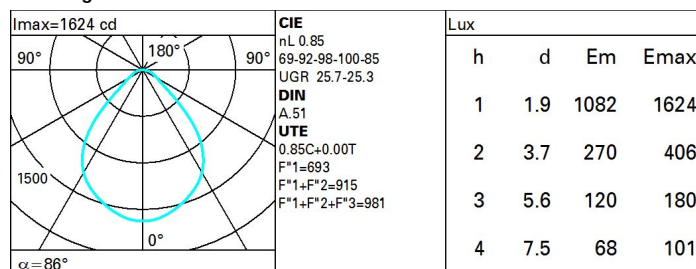 Imax=1624 cd
90°
180°
90°
1500
0°
α=86°
CIE
nL 0.85
69-92-98-100-85
UGR 25.7-25.3
DIN
A.51
UTE
0.85C+0.00T
F"1=693
F"1+F"2=915
F"1+F"2+F"3=981
Lux
h d Em Emax
1 1.9 1082 1624
2 3.7 270 406
3 5.6 120 180
4 7.5 68 101